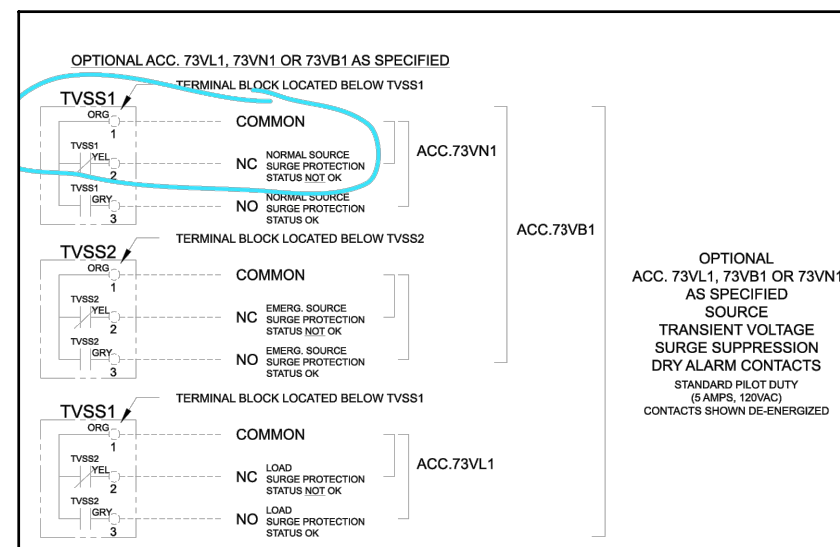 OPTIONAL ACC. 73VL1, 73VN1 OR 73VB1 AS SPECIFIED
TERMINAL BLOCK LOCATED BELOW TVSS1
TVSS1
ORG
1
COMMON
TVSS1
YEL
2
NC NORMAL SOURCE
SURGE PROTECTION
STATUS NOT OK
TVSS1
GRY
3
NO NORMAL SOURCE
SURGE PROTECTION
STATUS OK
ACC.73VN1
TERMINAL BLOCK LOCATED BELOW TVSS2
TVSS2
ORG
1
COMMON
TVSS2
YEL
2
NC EMERG. SOURCE
SURGE PROTECTION
STATUS NOT OK
TVSS2
GRY
3
NO EMERG. SOURCE
SURGE PROTECTION
STATUS OK
ACC.73VB1
TERMINAL BLOCK LOCATED BELOW TVSS1
TVSS1
ORG
1
COMMON
TVSS2
YEL
2
NC LOAD
SURGE PROTECTION
STATUS NOT OK
TVSS2
GRY
3
NO LOAD
SURGE PROTECTION
STATUS OK
ACC.73VL1
OPTIONAL
ACC. 73VL1, 73VB1 OR 73VN1
AS SPECIFIED
SOURCE
TRANSIENT VOLTAGE
SURGE SUPPRESSION
DRY ALARM CONTACTS
STANDARD PILOT DUTY
(5 AMPS, 120VAC)
CONTACTS SHOWN DE-ENERGIZED